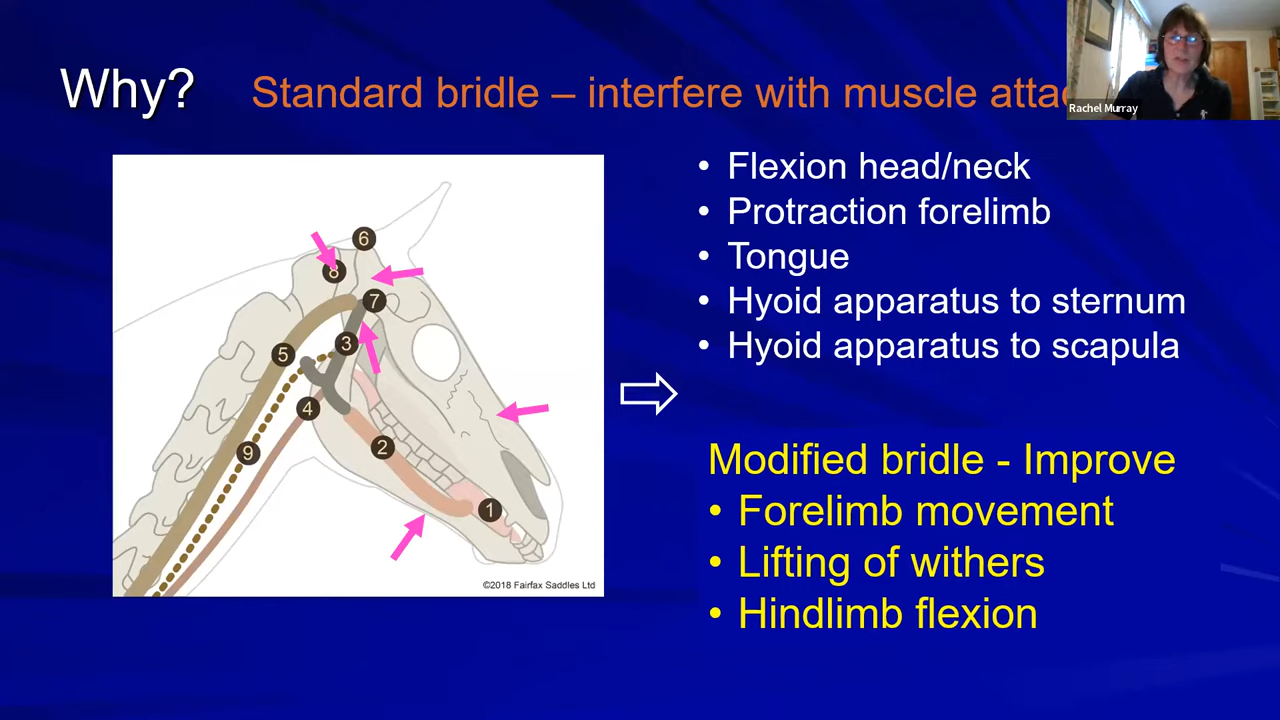 Why?
Standard bridle – interfere with muscle
Rachel Murray
• Flexion head/neck
• Protraction forelimb
• Tongue
• Hyoid apparatus to sternum
• Hyoid apparatus to scapula
6
8
7
3
5
4
9
2
1
©2018 Fairfax Saddles Ltd
Modified bridle - Improve
• Forelimb movement
• Lifting of withers
• Hindlimb flexion